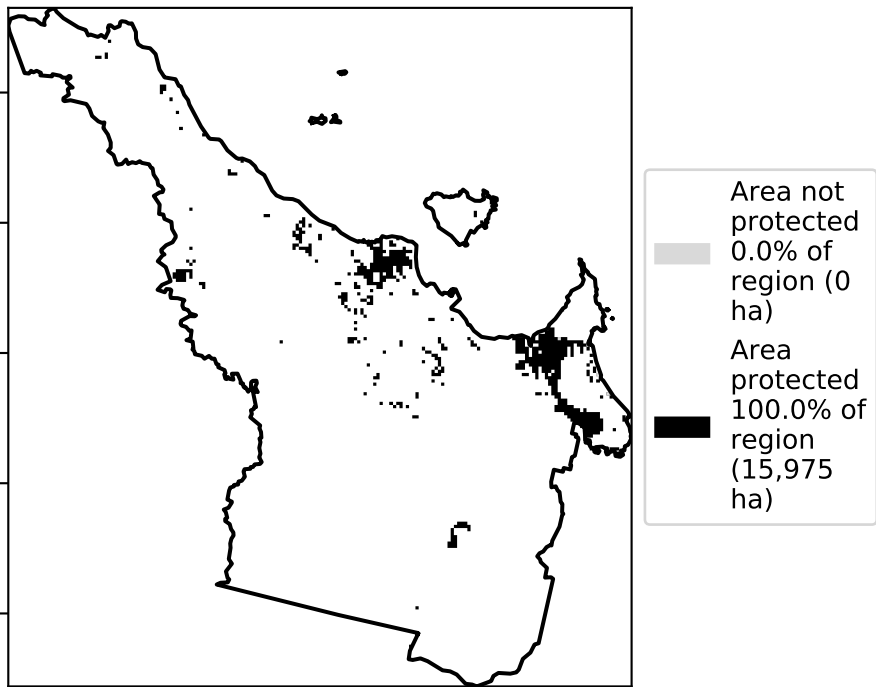 Area not
protected
0.0% of
region (0
ha)
Area
protected
100.0% of
region
(15,975
ha)